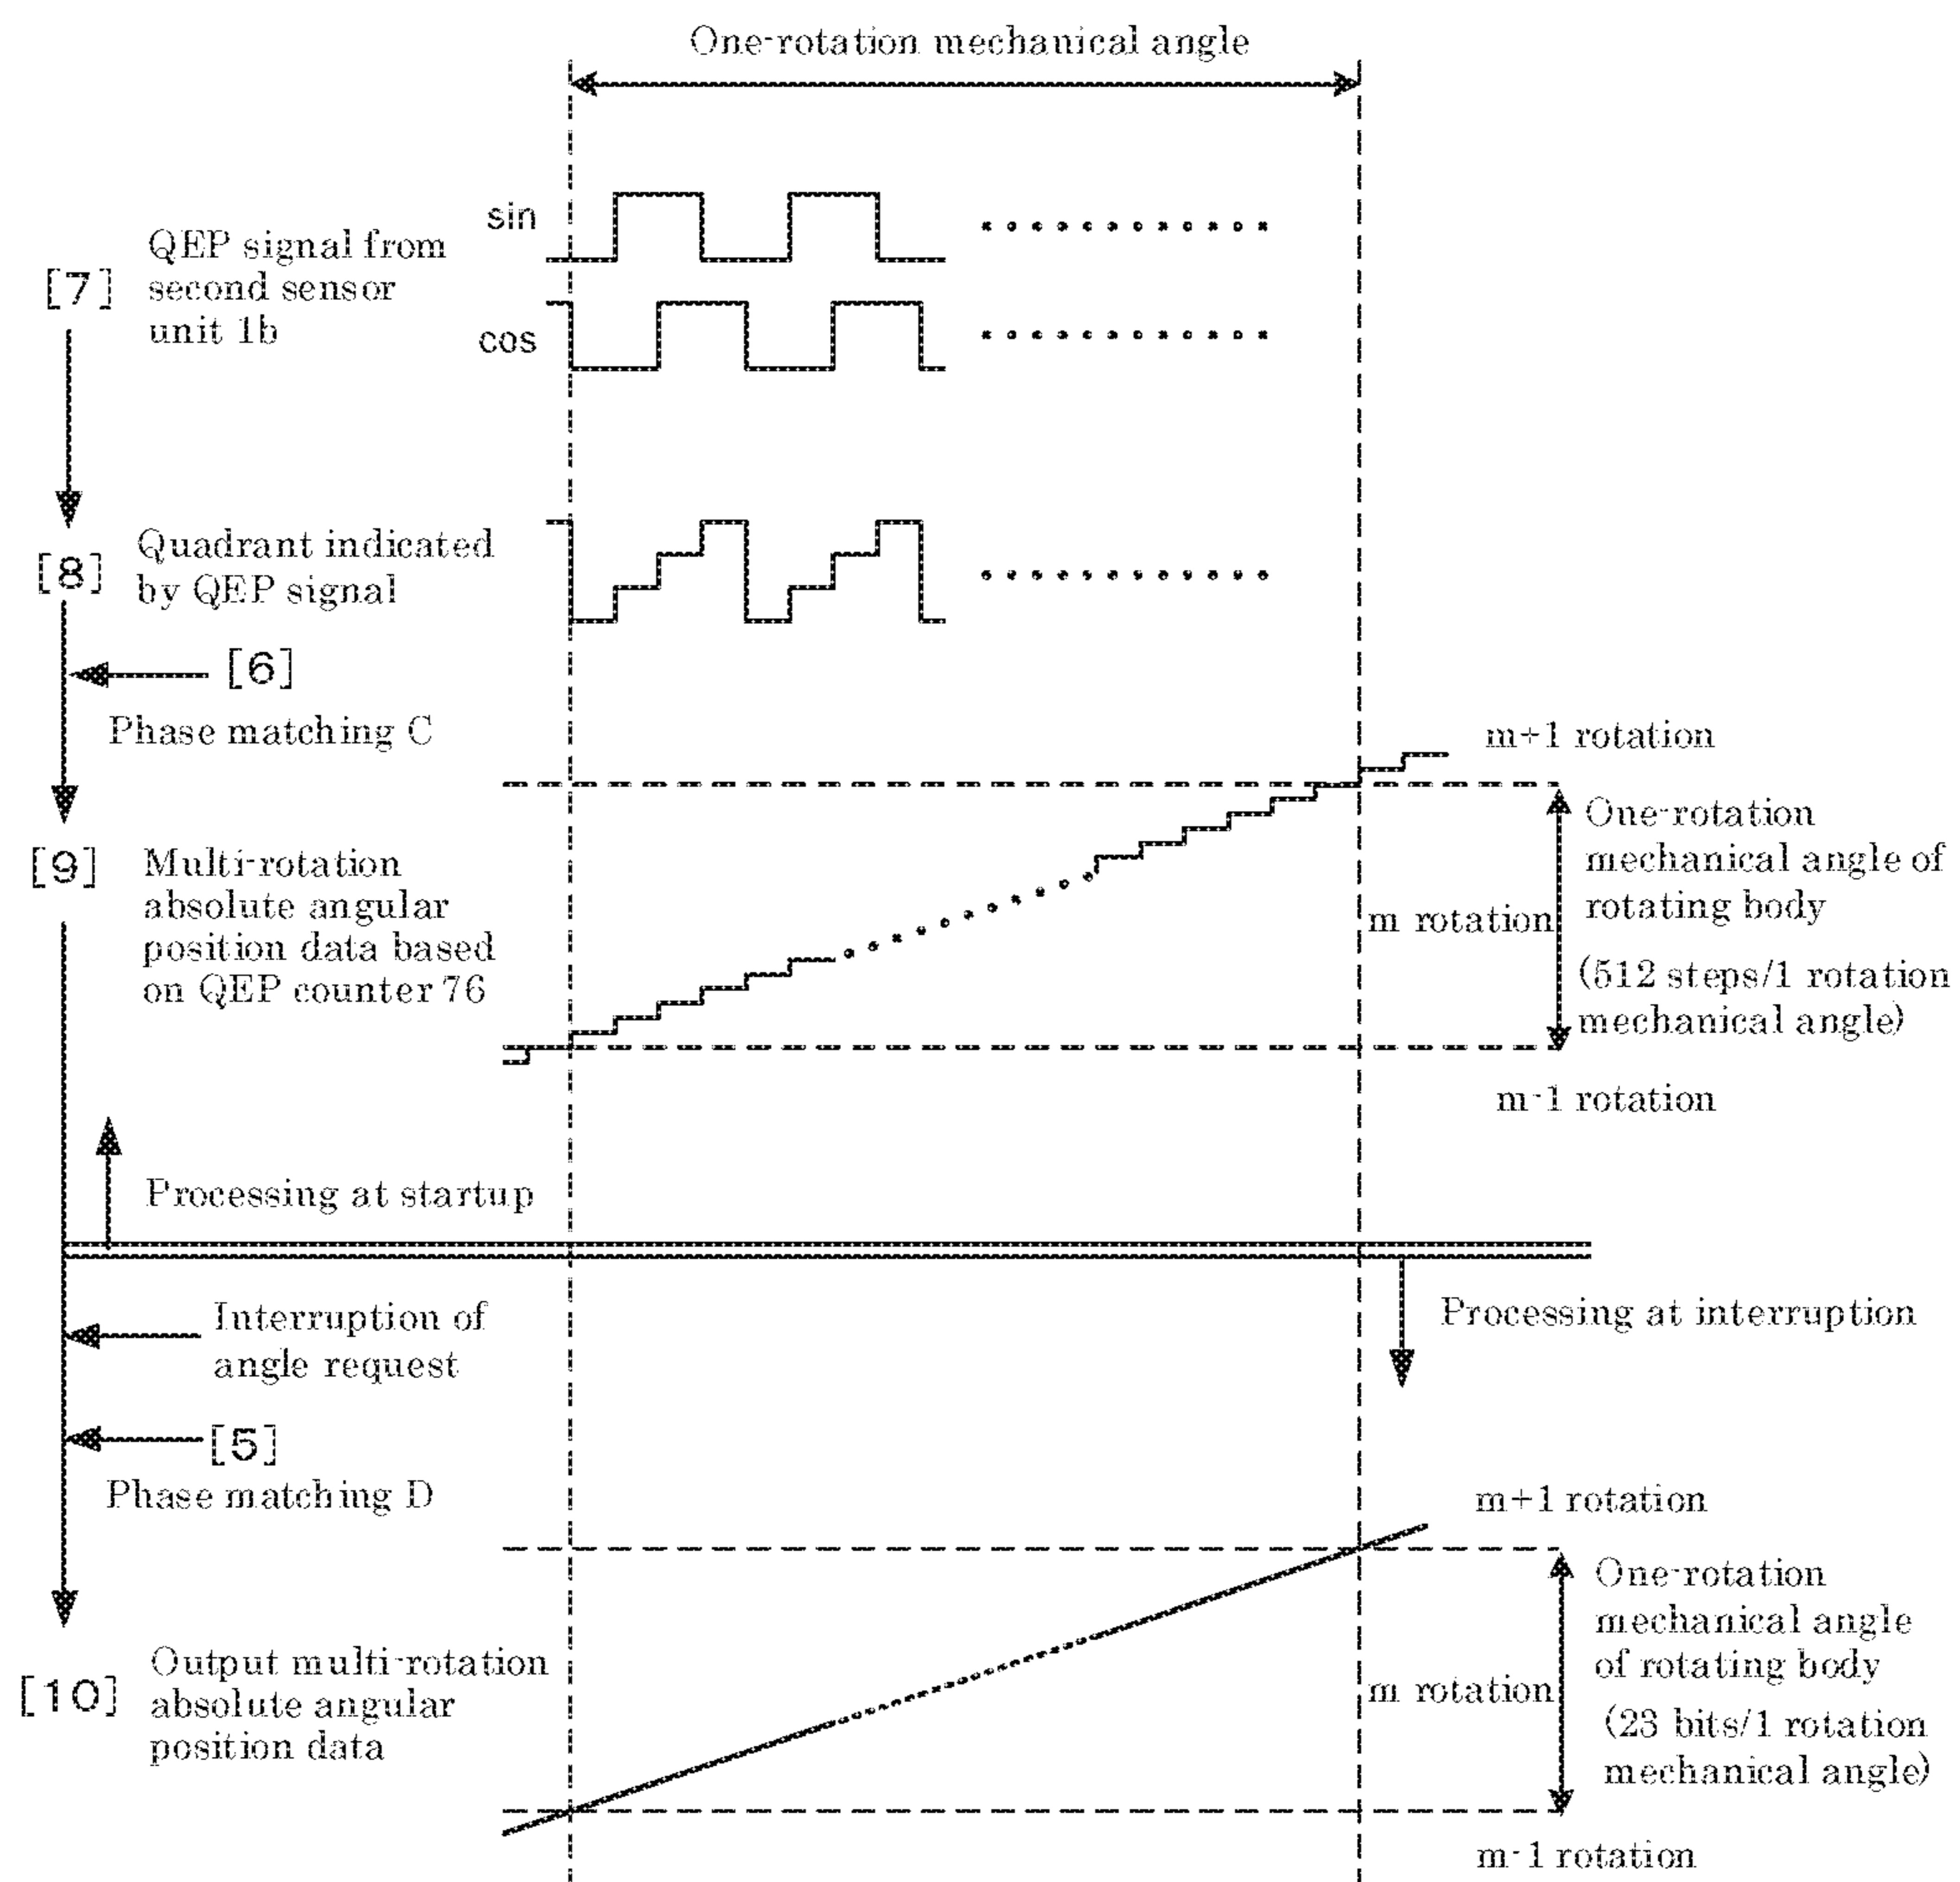 One-rotation mechanical angle
sin
[7]
QEP signal from
second sensor
unit 1b
cos
[8]
Quadrant indicated
by QEP signal
[6]
Phase matching C
m+1 rotation
[9]
Multi-rotation
absolute angular
position data based
on QEP counter 76
One-rotation
mechanical angle of
rotating body
m rotation
(512 steps/1 rotation
mechanical angle)
m-1 rotation
Processing at startup
Interruption of
angle request
Processing at interruption
[5]
Phase matching D
m+1 rotation
[10]
Output multi-rotation
absolute angular
position data
One-rotation
mechanical angle
of rotating body
m rotation
(23 bits/1 rotation
mechanical angle)
m-1 rotation